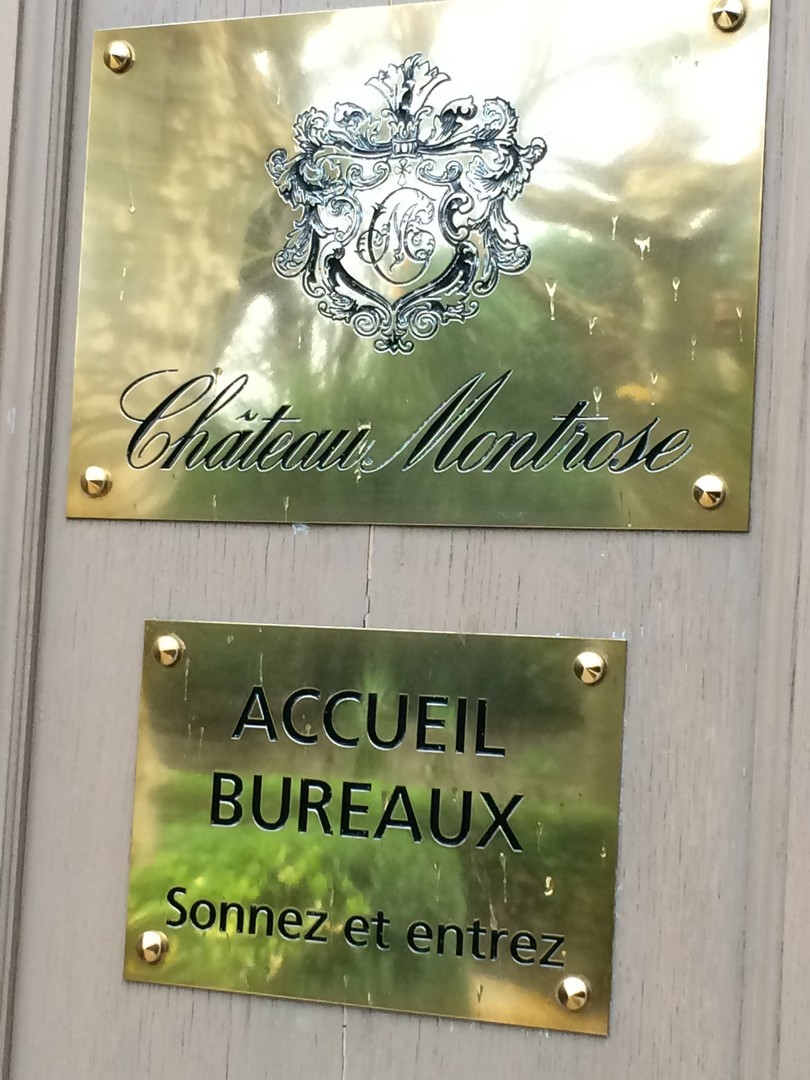 Château Montrose
ACCUEIL
BUREAUX
Sonnez et entrez